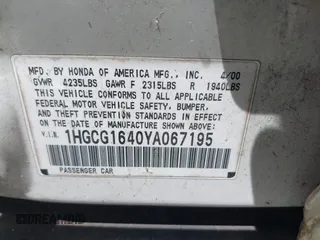 MFD. BY HONDA OF AMERICA MFG., INC. 4/00
GVWR 4235LBS GAWR F 2315LBS R 1940LBS
THIS VEHICLE CONFORMS TO ALL APPLICABLE
FEDERAL MOTOR VEHICLE SAFETY, BUMPER,
AND THEFT PREVENTION STANDARDS IN EFFECT
ON THE DATE OF MANUFACTURE SHOWN ABOVE.
V.I.N. 1HGCG1640YA067195
PASSENGER CAR